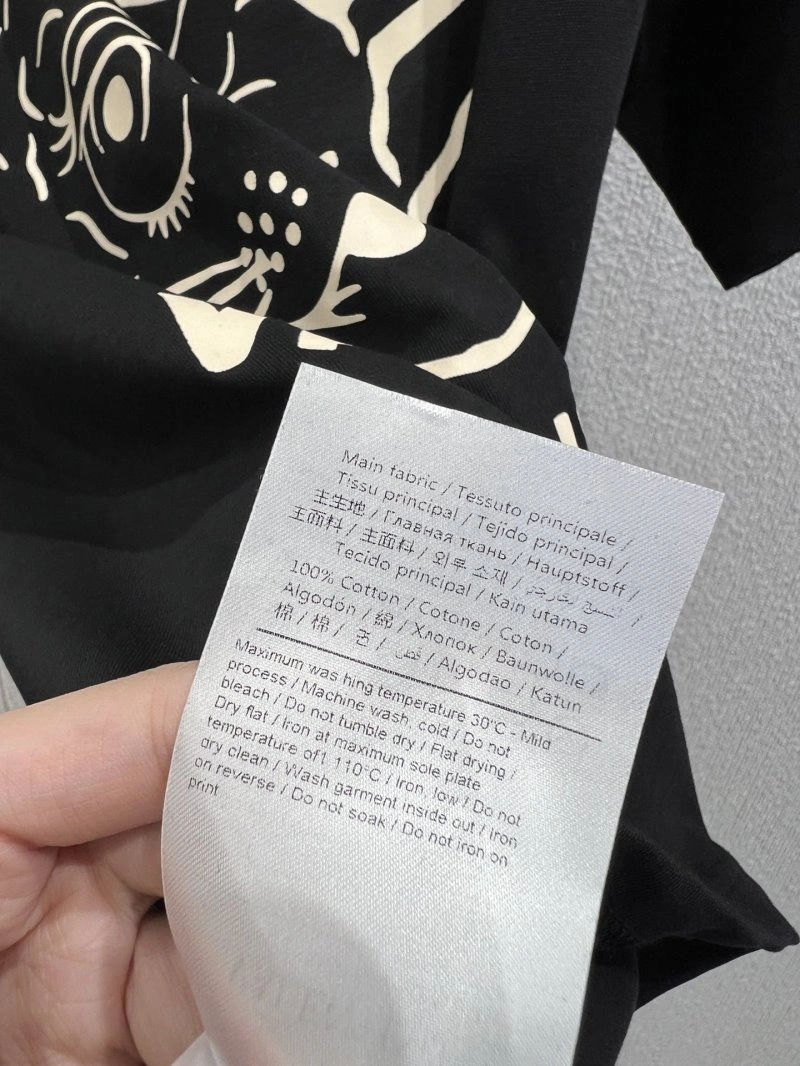 Main fabric / Tessuto principale /
Tissu principal / Tejido principal /
主生地 / Главная ткань / Hauptstoff /
主面料 / 主面料 / 외부 소재 / /
Tecido principal / Kain utama
100% Cotton / Cotone / Coton /
Algodón / 綿 / Хлопок / Baunwolle /
棉 / 棉 / 면 / قطن / Algodao / Katun
Maximum was hing temperature 30°C - Mild
process / Machine wash, cold / Do not
bleach / Do not tumble dry / Flat drying /
Dry flat / Iron at maximum sole plate
temperature of1 110°C / Iron, low / Do not
dry clean / Wash garment inside out / Iron
on reverse / Do not soak / Do not iron on
print